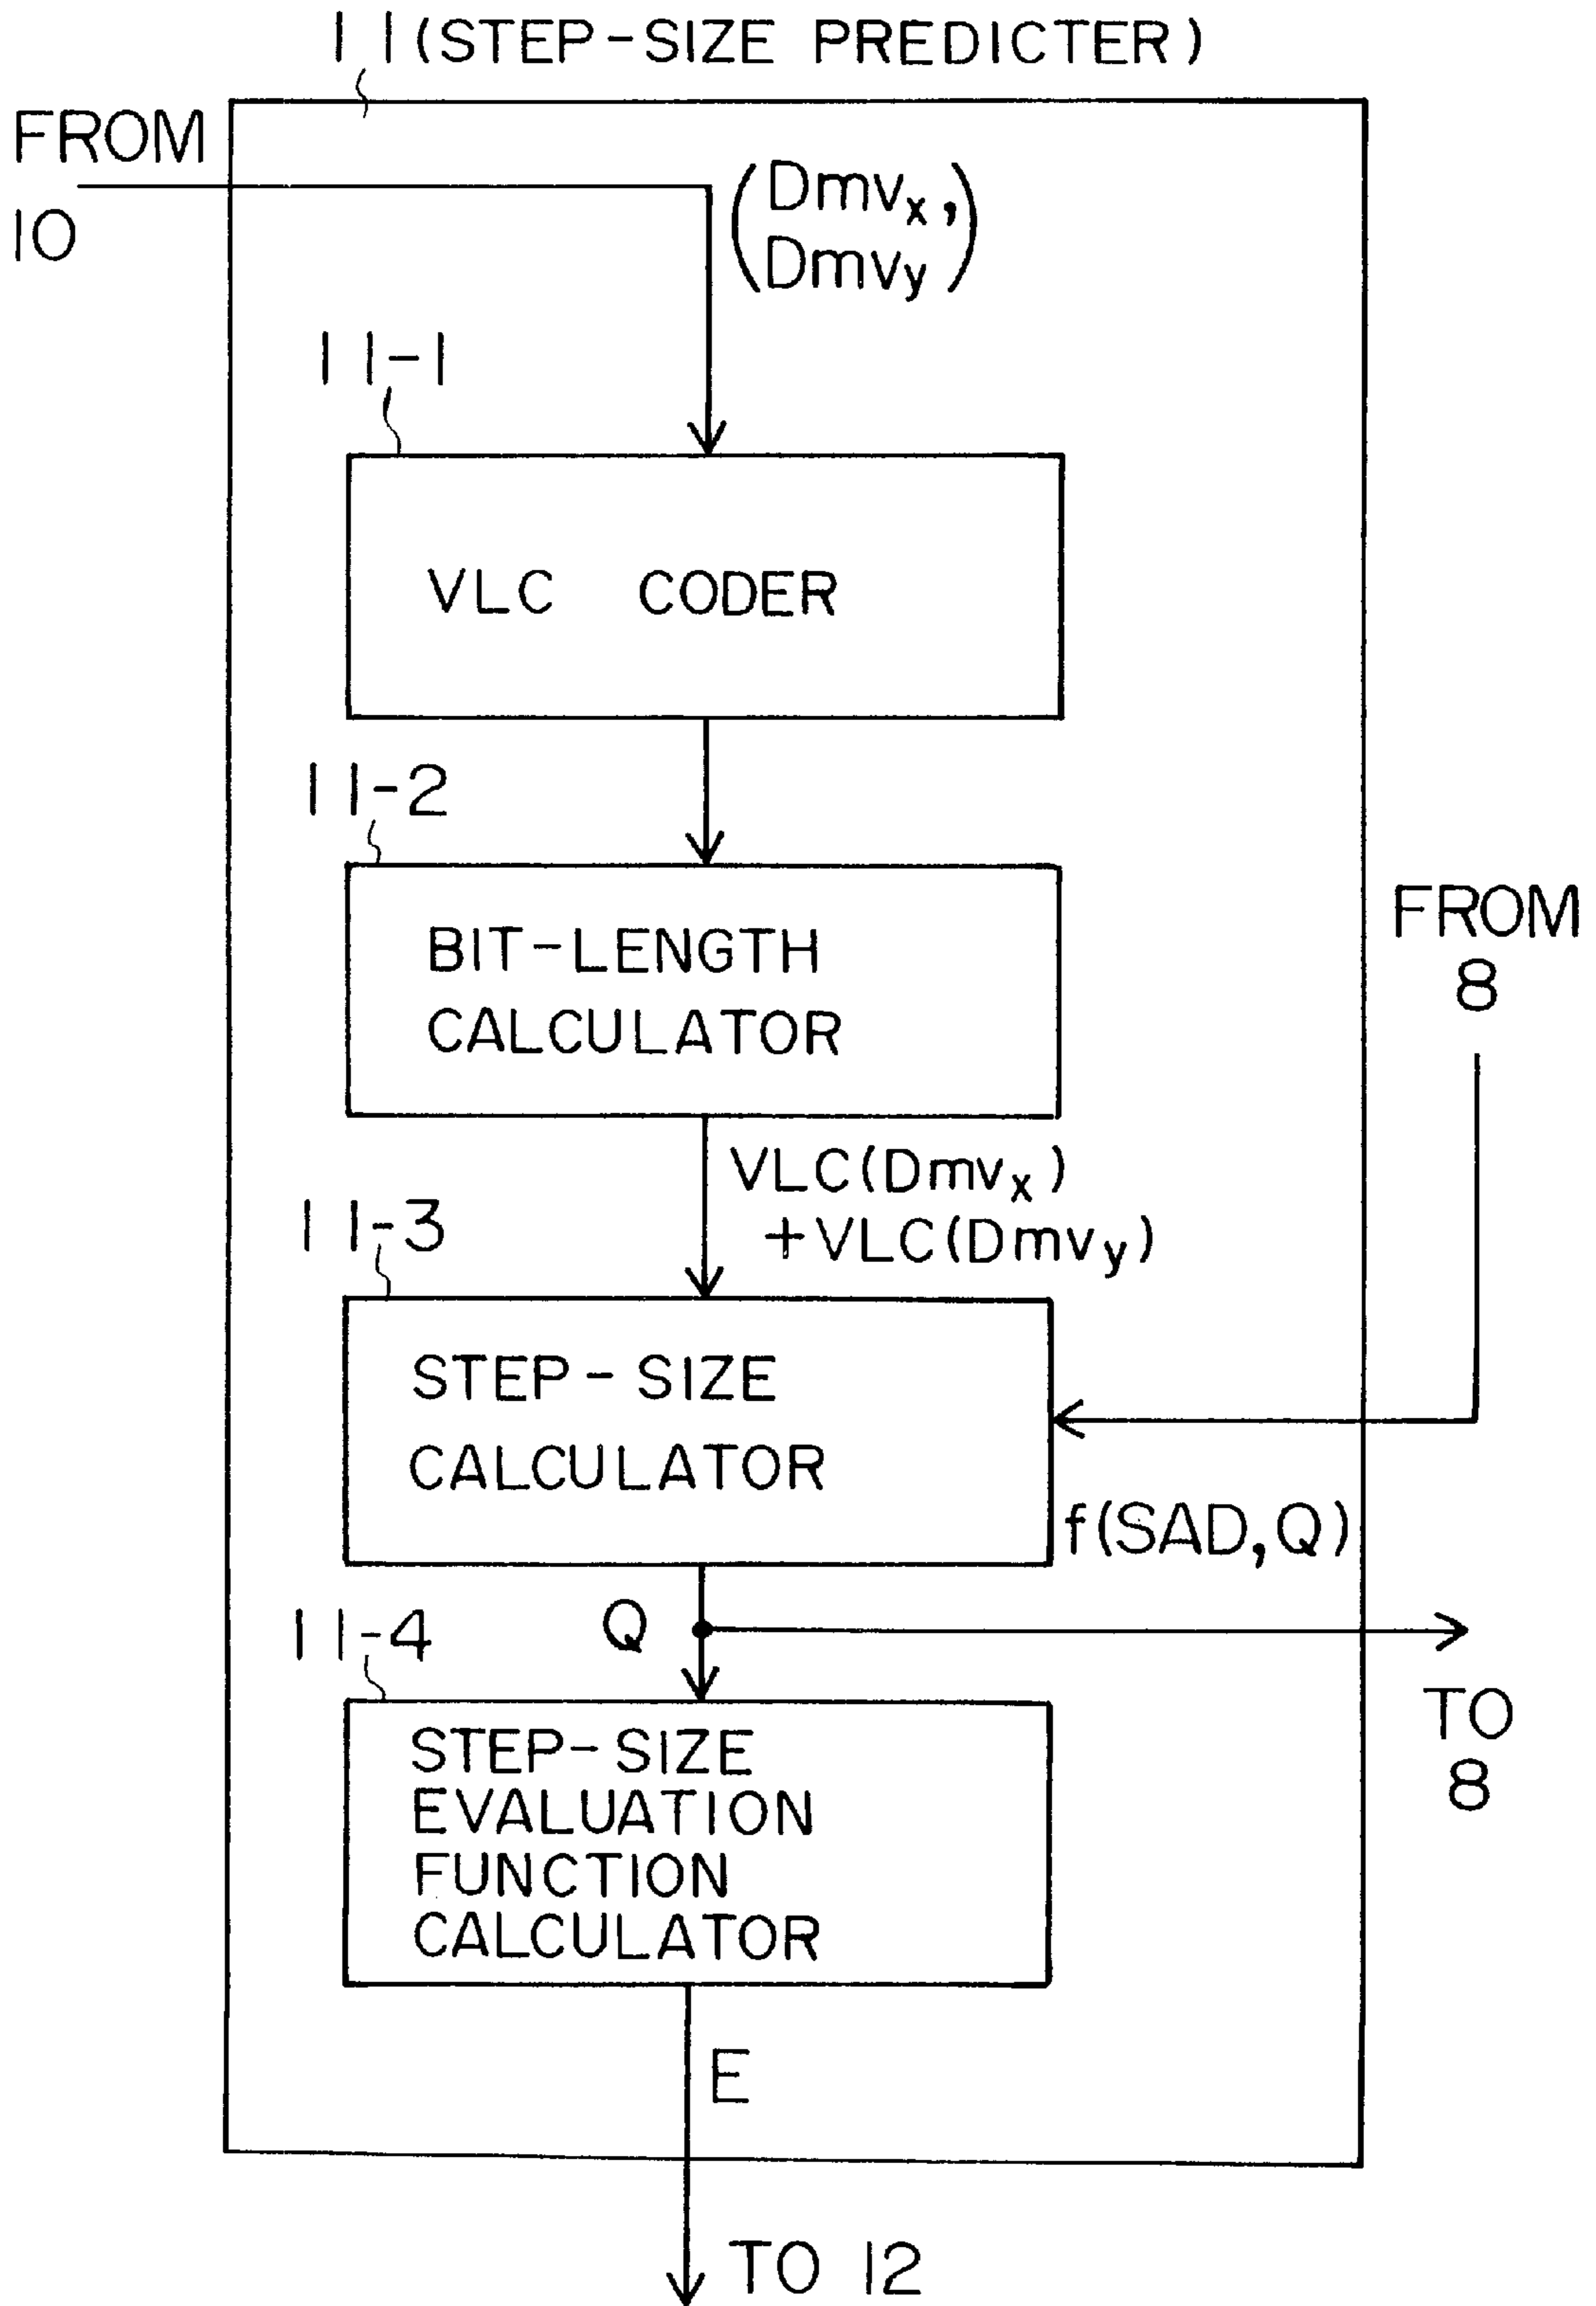 11 (STEP-SIZE PREDICTER)
FROM
10
(Dmvx,
Dmvy)
11-1
VLC CODER
11-2
BIT-LENGTH
CALCULATOR
FROM
8
VLC(Dmvx)
+VLC(Dmvy)
11-3
STEP-SIZE
CALCULATOR
f(SAD,Q)
Q
11-4
TO
8
STEP-SIZE
EVALUATION
FUNCTION
CALCULATOR
E
TO 12